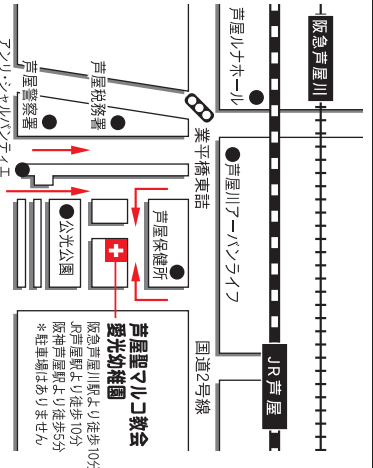 阪急芦屋川
JR芦屋
芦屋ルナホール
芦屋川アーバンライフ
業平橋東詰
国道2号線
芦屋税務署
芦屋警察署
アンリ・シャルパンティエ
芦屋保健所
公光公園
芦屋聖マルコ教会
愛光幼稚園
阪急芦屋川駅より徒歩10分
JR芦屋駅より徒歩10分
阪神芦屋駅より徒歩5分
*駐車場はありません